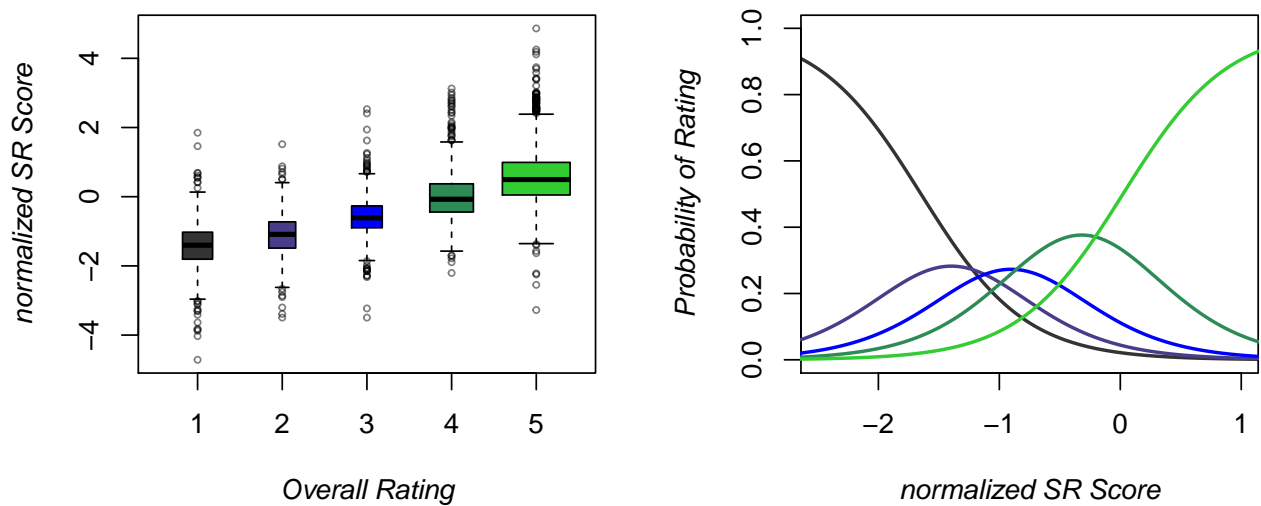 normalized SR Score
4
2
0
−2
−4
1 2 3 4 5
Overall Rating
Probability of Rating
1.0
0.8
0.6
0.4
0.2
0.0
−2 −1 0 1
normalized SR Score